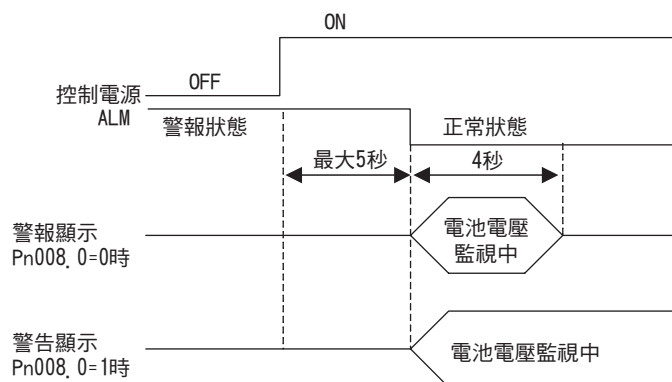 ON
OFF
控制電源
ALM
警報狀態
正常狀態
最大5秒
4秒
警報顯示
Pn008.0=0時
電池電壓
監視中
警告顯示
Pn008.0=1時
電池電壓監視中